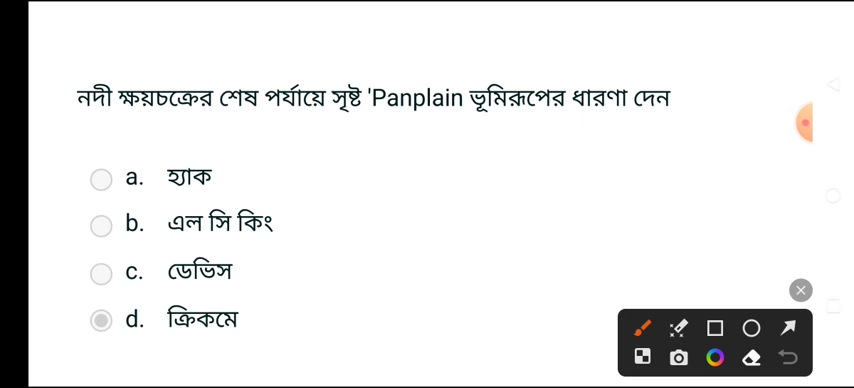 নদী ক্ষয়চক্রের শেষ পর্যায়ে সৃষ্ট 'Panplain ভূমিরূপের ধারণা দেন
a. হ্যাক
b. এল সি কিং
c. ডেভিস
d. ক্রিকমে